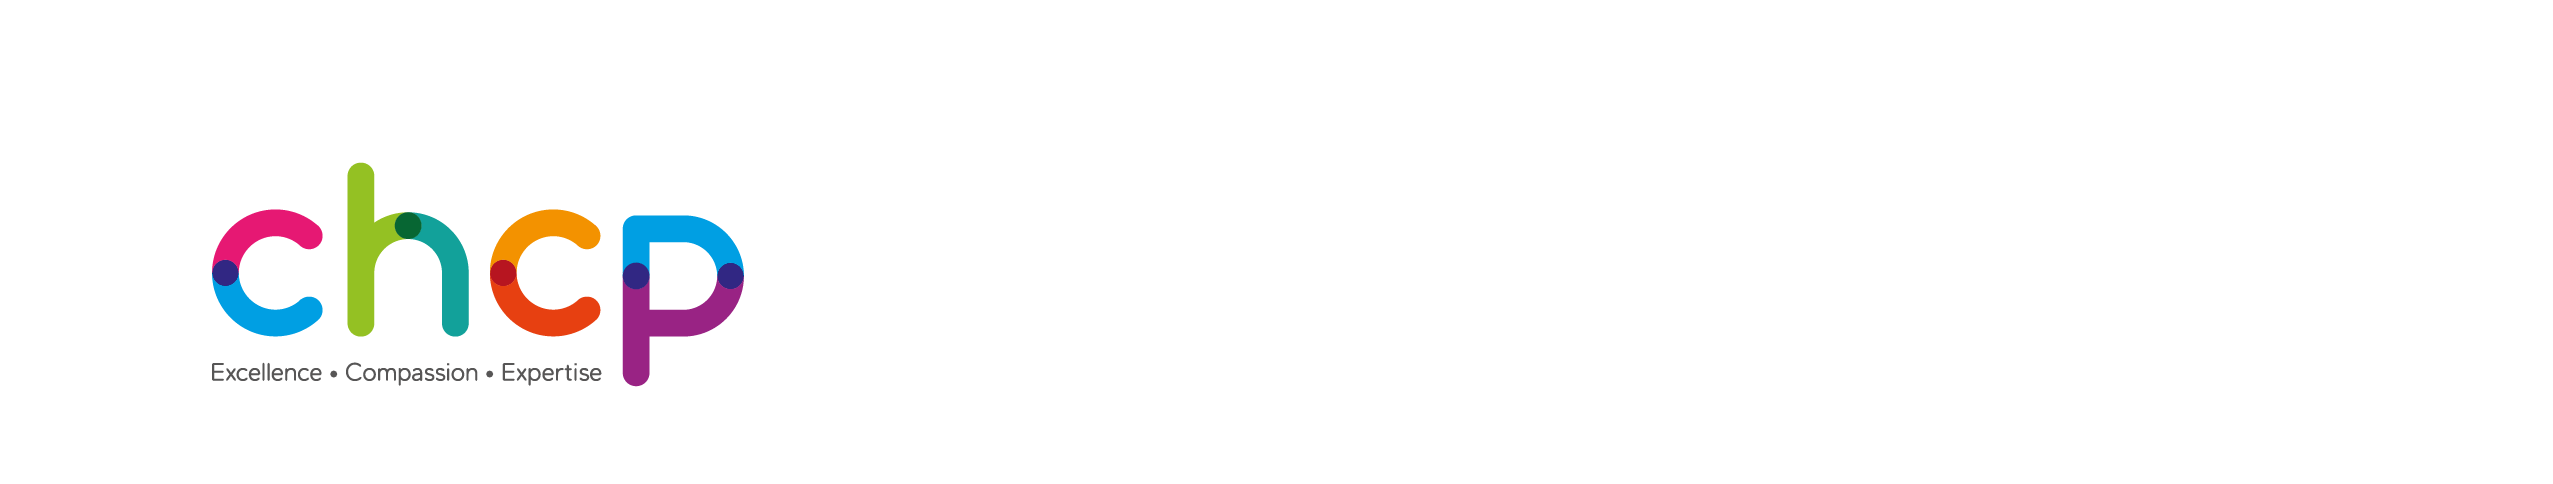 chcp
Excellence • Compassion • Expertise